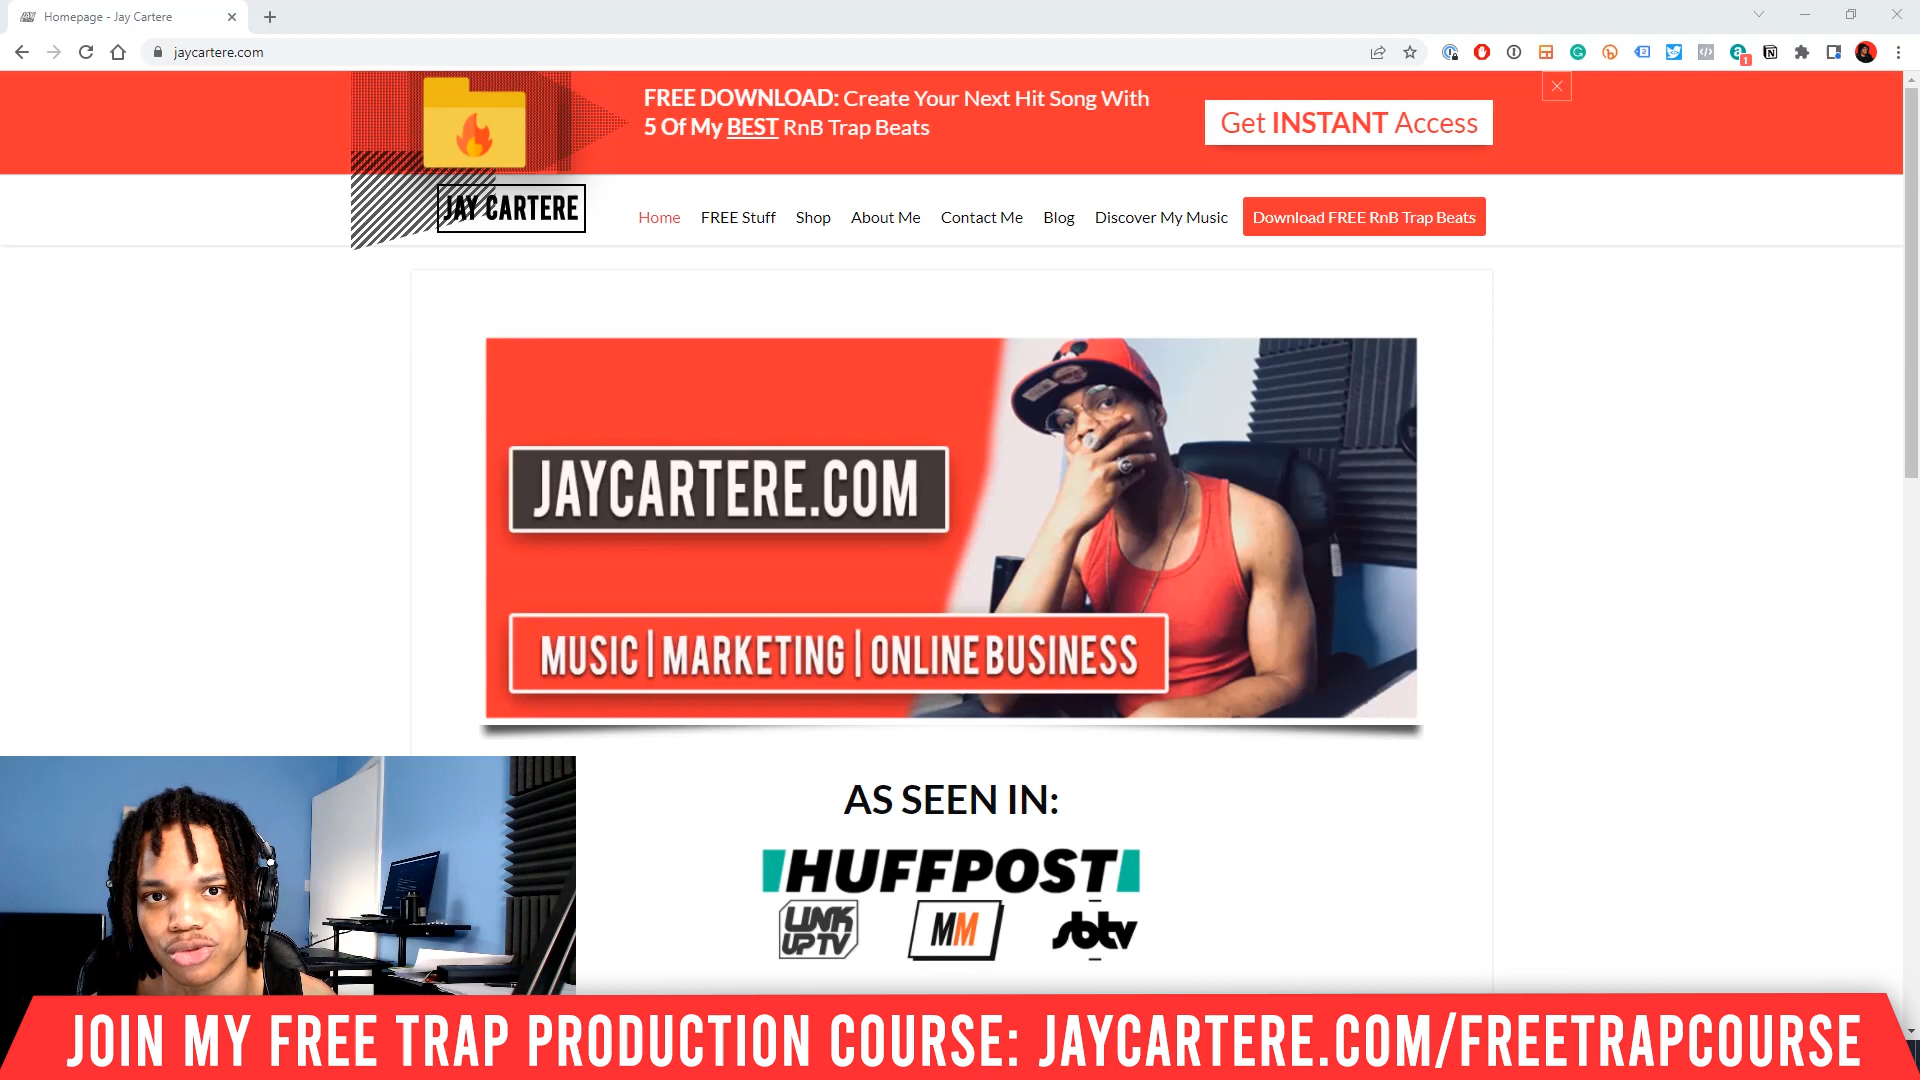 Homepage - Jay Cartere
jaycartere.com
1
FREE DOWNLOAD: Create Your Next Hit Song With
5 Of My BEST RnB Trap Beats
Get INSTANT Access
JAY CARTERE
Home
FREE Stuff
Shop
About Me
Contact Me
Blog
Discover My Music
Download FREE RnB Trap Beats
JAYCARTERE.COM
MUSIC | MARKETING | ONLINE BUSINESS
AS SEEN IN:
HUFFPOST
LINK
UP TV
MM
sbtv
JOIN MY FREE TRAP PRODUCTION COURSE: JAYCARTERE.COM/FREETRAPCOURSE